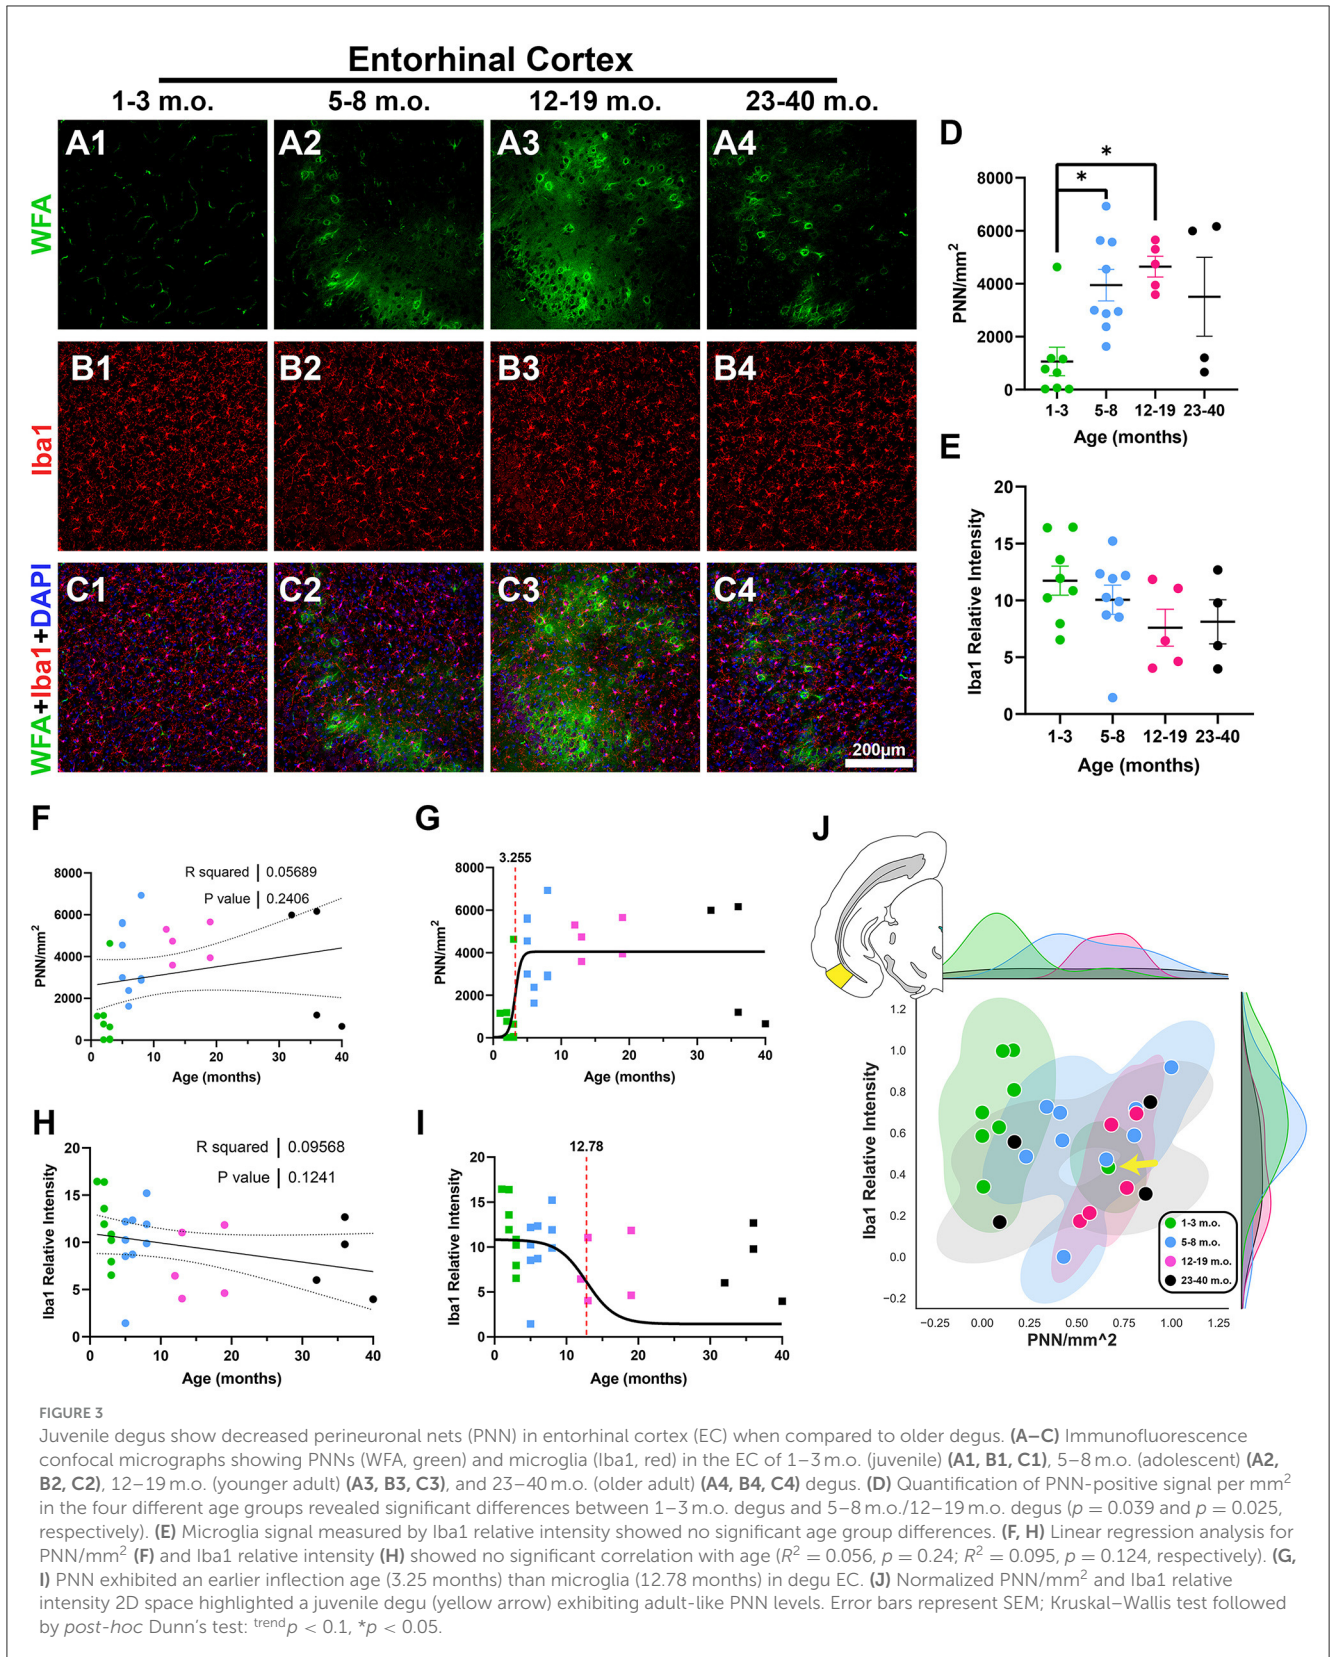 Entorhinal Cortex
1-3 m.o. 5-8 m.o. 12-19 m.o. 23-40 m.o.
WFA
A1 A2 A3 A4
Iba1
B1 B2 B3 B4
WFA+Iba1+DAPI
C1 C2 C3 C4
200µm
D
PNN/mm²
8000
6000
4000
2000
0
* *
1-3 5-8 12-19 23-40
Age (months)
E
Iba1 Relative Intensity
20
15
10
5
0
1-3 5-8 12-19 23-40
Age (months)
F
R squared | 0.05689
P value | 0.2406
PNN/mm²
8000
6000
4000
2000
0
0 10 20 30 40
Age (months)
G
3.255
PNN/mm²
8000
6000
4000
2000
0
0 10 20 30 40
Age (months)
H
R squared | 0.09568
P value | 0.1241
Iba1 Relative Intensity
20
15
10
5
0
0 10 20 30 40
Age (months)
I
12.78
Iba1 Relative Intensity
20
15
10
5
0
0 10 20 30 40
Age (months)
J
Iba1 Relative Intensity
1.2
1.0
0.8
0.6
0.4
0.2
0.0
−0.2
1-3 m.o.
5-8 m.o.
12-19 m.o.
23-40 m.o.
−0.25 0.00 0.25 0.50 0.75 1.00 1.25
PNN/mm^2
FIGURE 3
Juvenile degus show decreased perineuronal nets (PNN) in entorhinal cortex (EC) when compared to older degus. (A–C) Immunofluorescence
confocal micrographs showing PNNs (WFA, green) and microglia (Iba1, red) in the EC of 1–3 m.o. (juvenile) (A1, B1, C1), 5–8 m.o. (adolescent) (A2,
B2, C2), 12–19 m.o. (younger adult) (A3, B3, C3), and 23–40 m.o. (older adult) (A4, B4, C4) degus. (D) Quantification of PNN-positive signal per mm²
in the four different age groups revealed significant differences between 1–3 m.o. degus and 5–8 m.o./12–19 m.o. degus (p = 0.039 and p = 0.025,
respectively). (E) Microglia signal measured by Iba1 relative intensity showed no significant age group differences. (F, H) Linear regression analysis for
PNN/mm² (F) and Iba1 relative intensity (H) showed no significant correlation with age (R² = 0.056, p = 0.24; R² = 0.095, p = 0.124, respectively). (G,
I) PNN exhibited an earlier inflection age (3.25 months) than microglia (12.78 months) in degu EC. (J) Normalized PNN/mm² and Iba1 relative
intensity 2D space highlighted a juvenile degu (yellow arrow) exhibiting adult-like PNN levels. Error bars represent SEM; Kruskal–Wallis test followed
by post-hoc Dunn's test: trend p < 0.1, *p < 0.05.